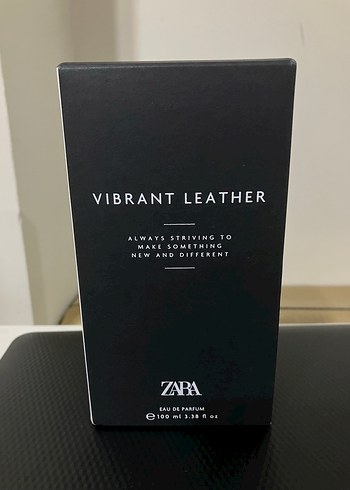 VIBRANT LEATHER
ALWAYS STRIVING TO
MAKE SOMETHING
NEW AND DIFFERENT
ZARA
EAU DE PARFUM
℮ 100 ml 3.38 fl oz